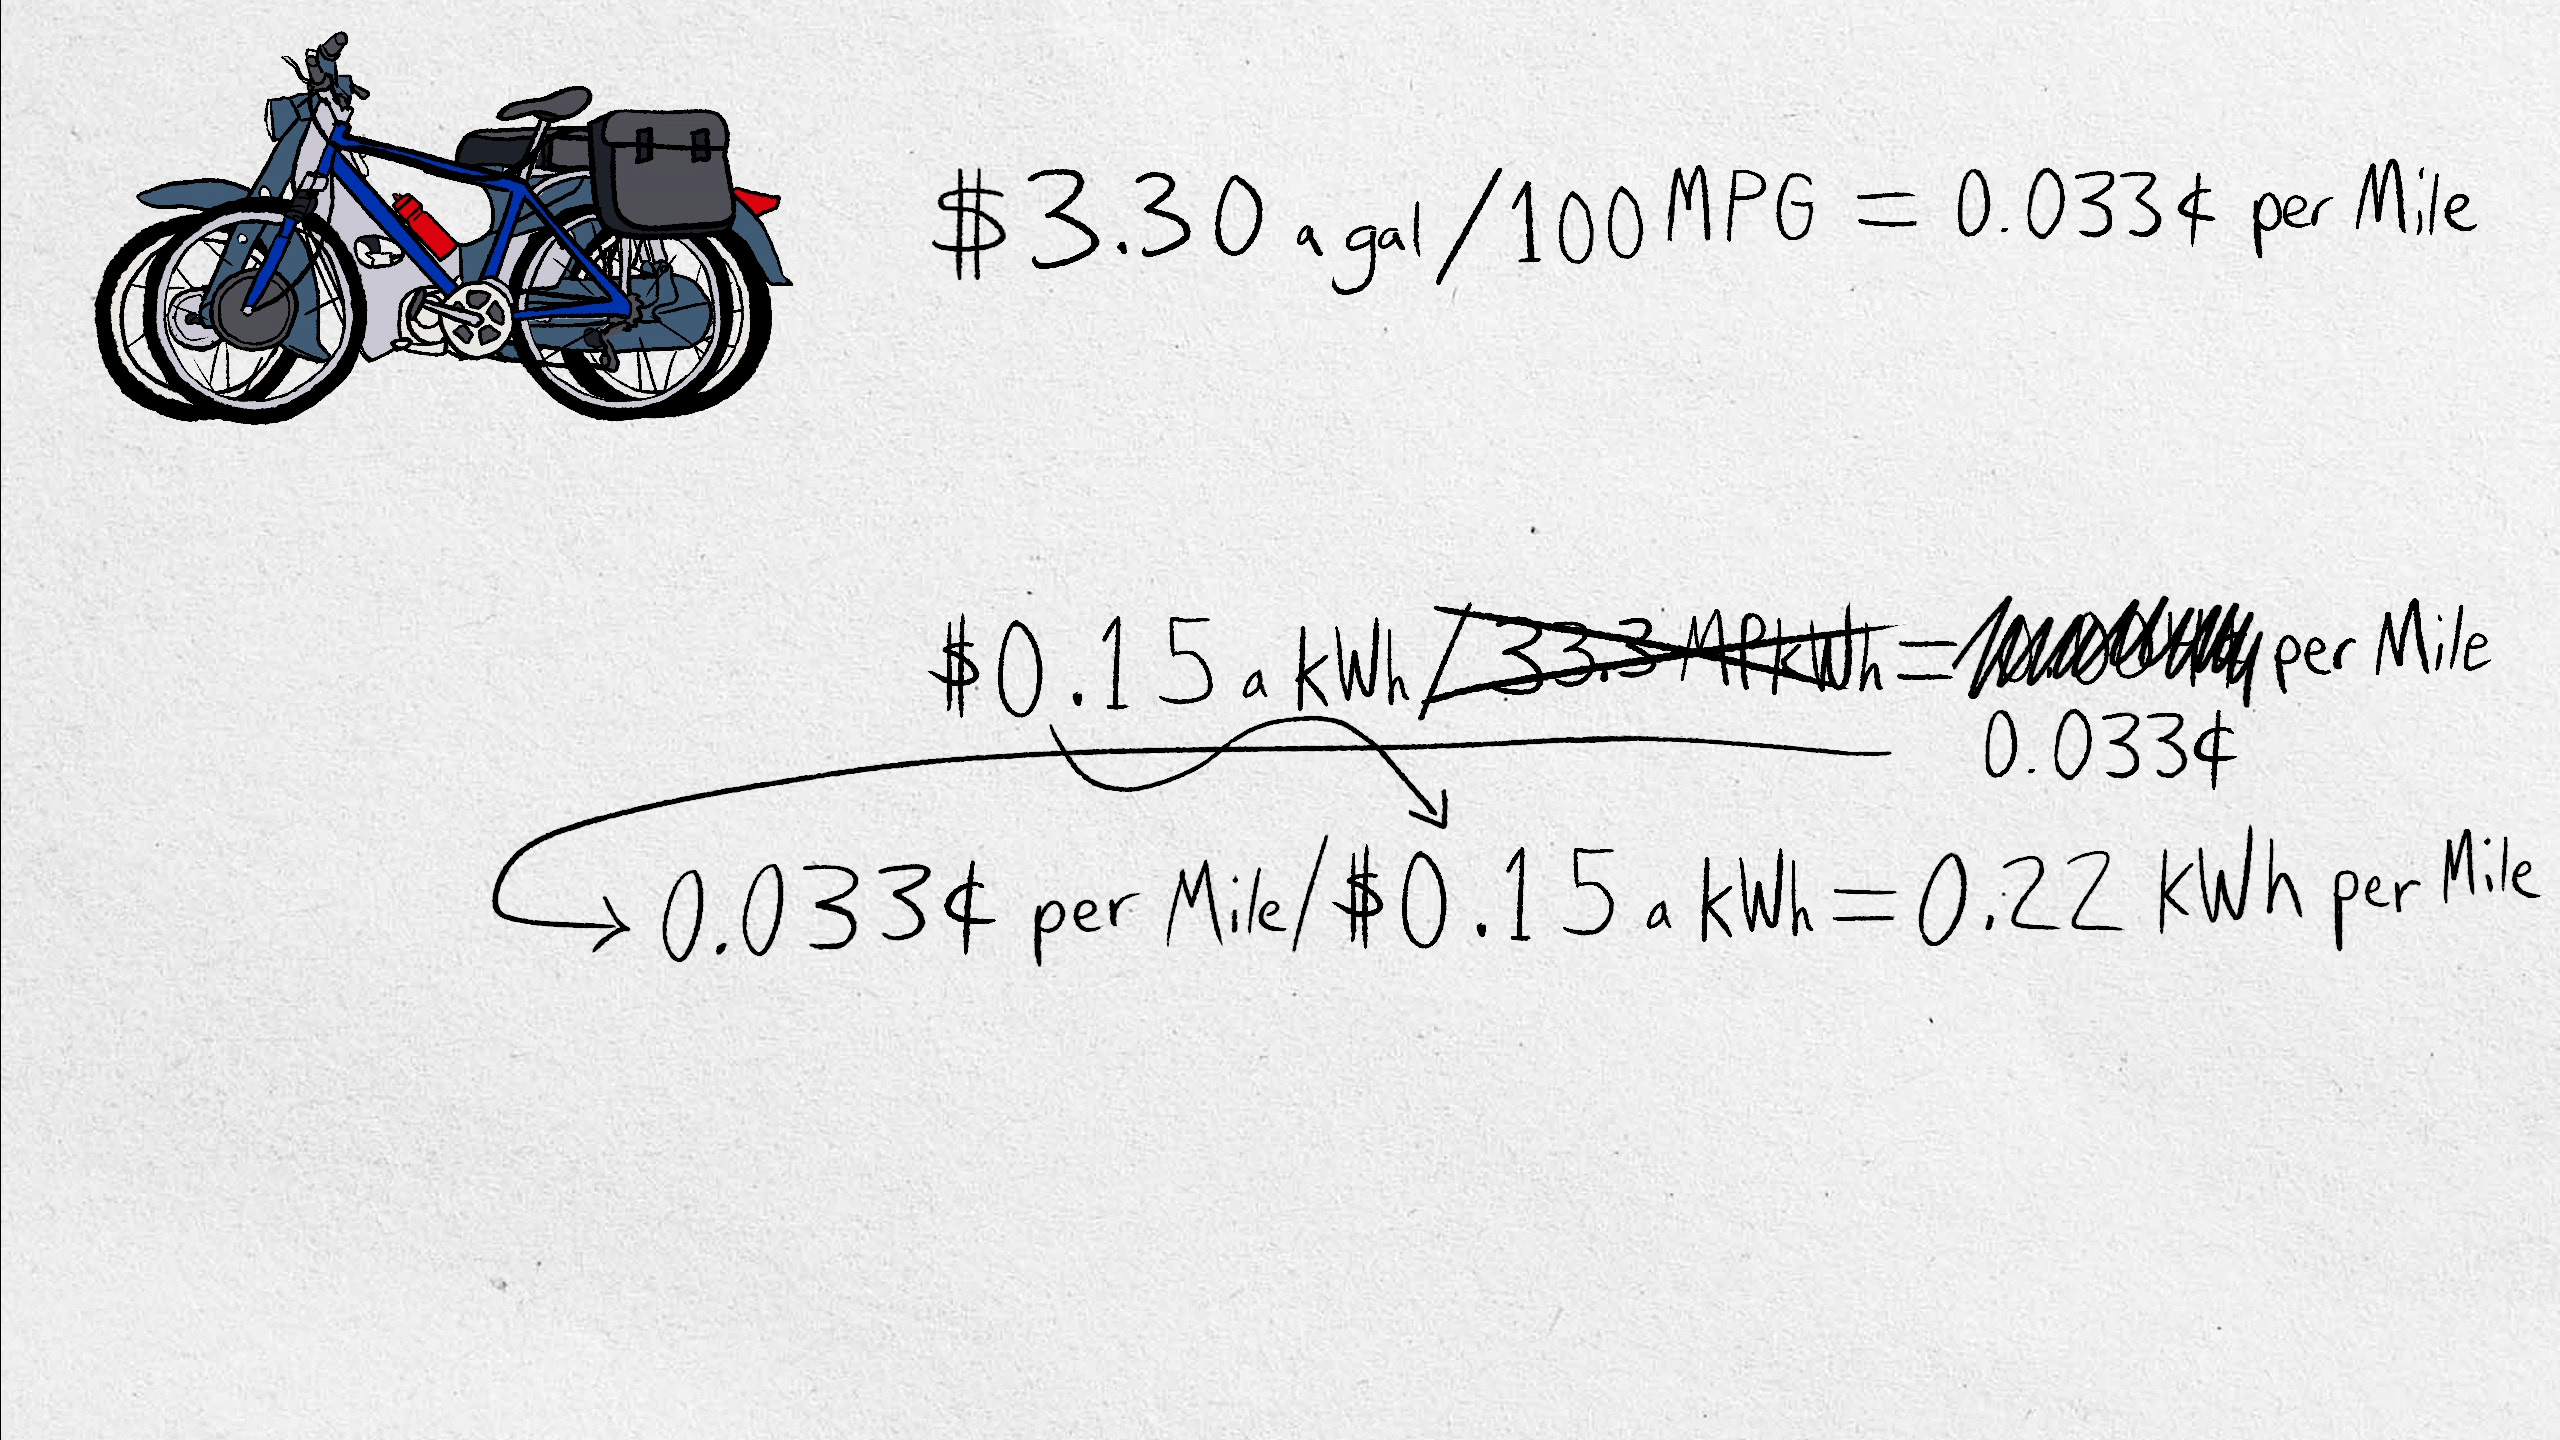 $3.30 a gal/100 MPG = 0.033¢ per Mile
$0.15 a kWh/33.3 MPkWh = per Mile
0.033¢
0.033¢ per Mile/$0.15 a kWh = 0.22 kWh per Mile